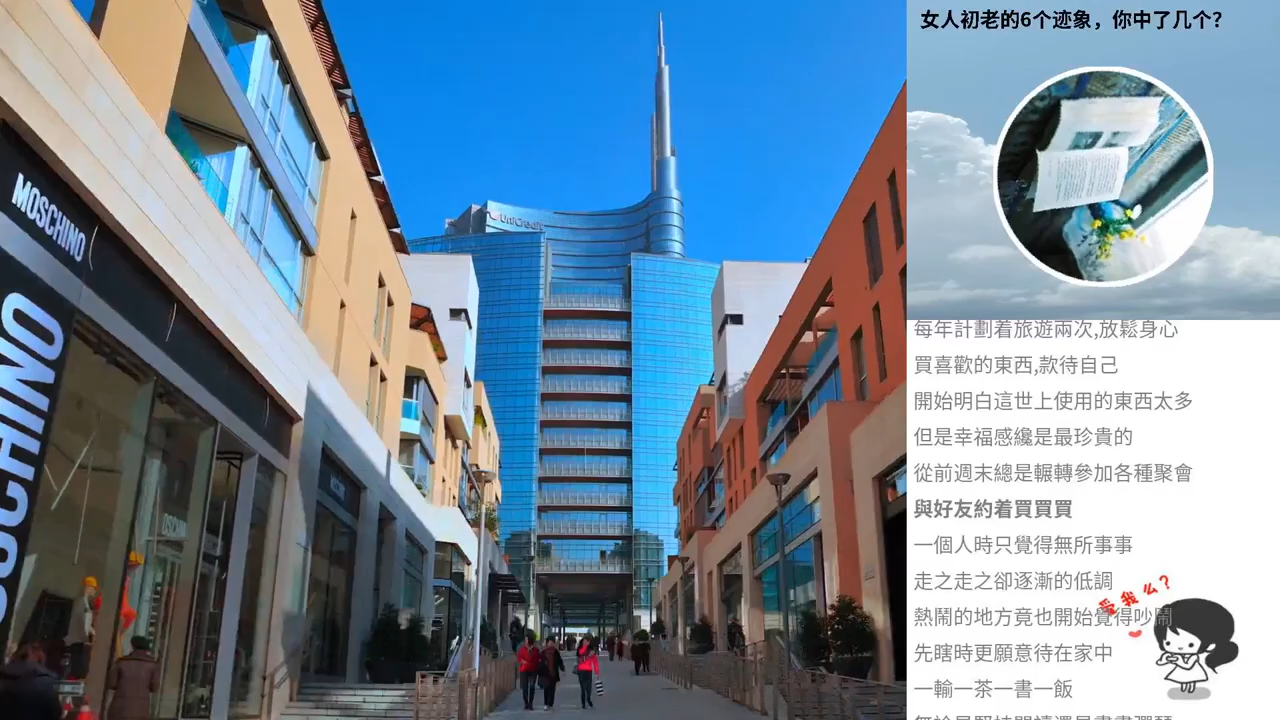 MOSCHINO
MOSCHINO
UniCredit
女人初老的6个迹象，你中了几个？
每年計劃着旅遊兩次,放鬆身心
買喜歡的東西,款待自己
開始明白這世上使用的東西太多
但是幸福感纔是最珍貴的
從前週末總是輾轉參加各種聚會
與好友約着買買買
一個人時只覺得無所事事
走之走之卻逐漸的低調
愛我么?
熱鬧的地方竟也開始覺得吵鬧
先瞎時更願意待在家中
一輸一茶一書一飯